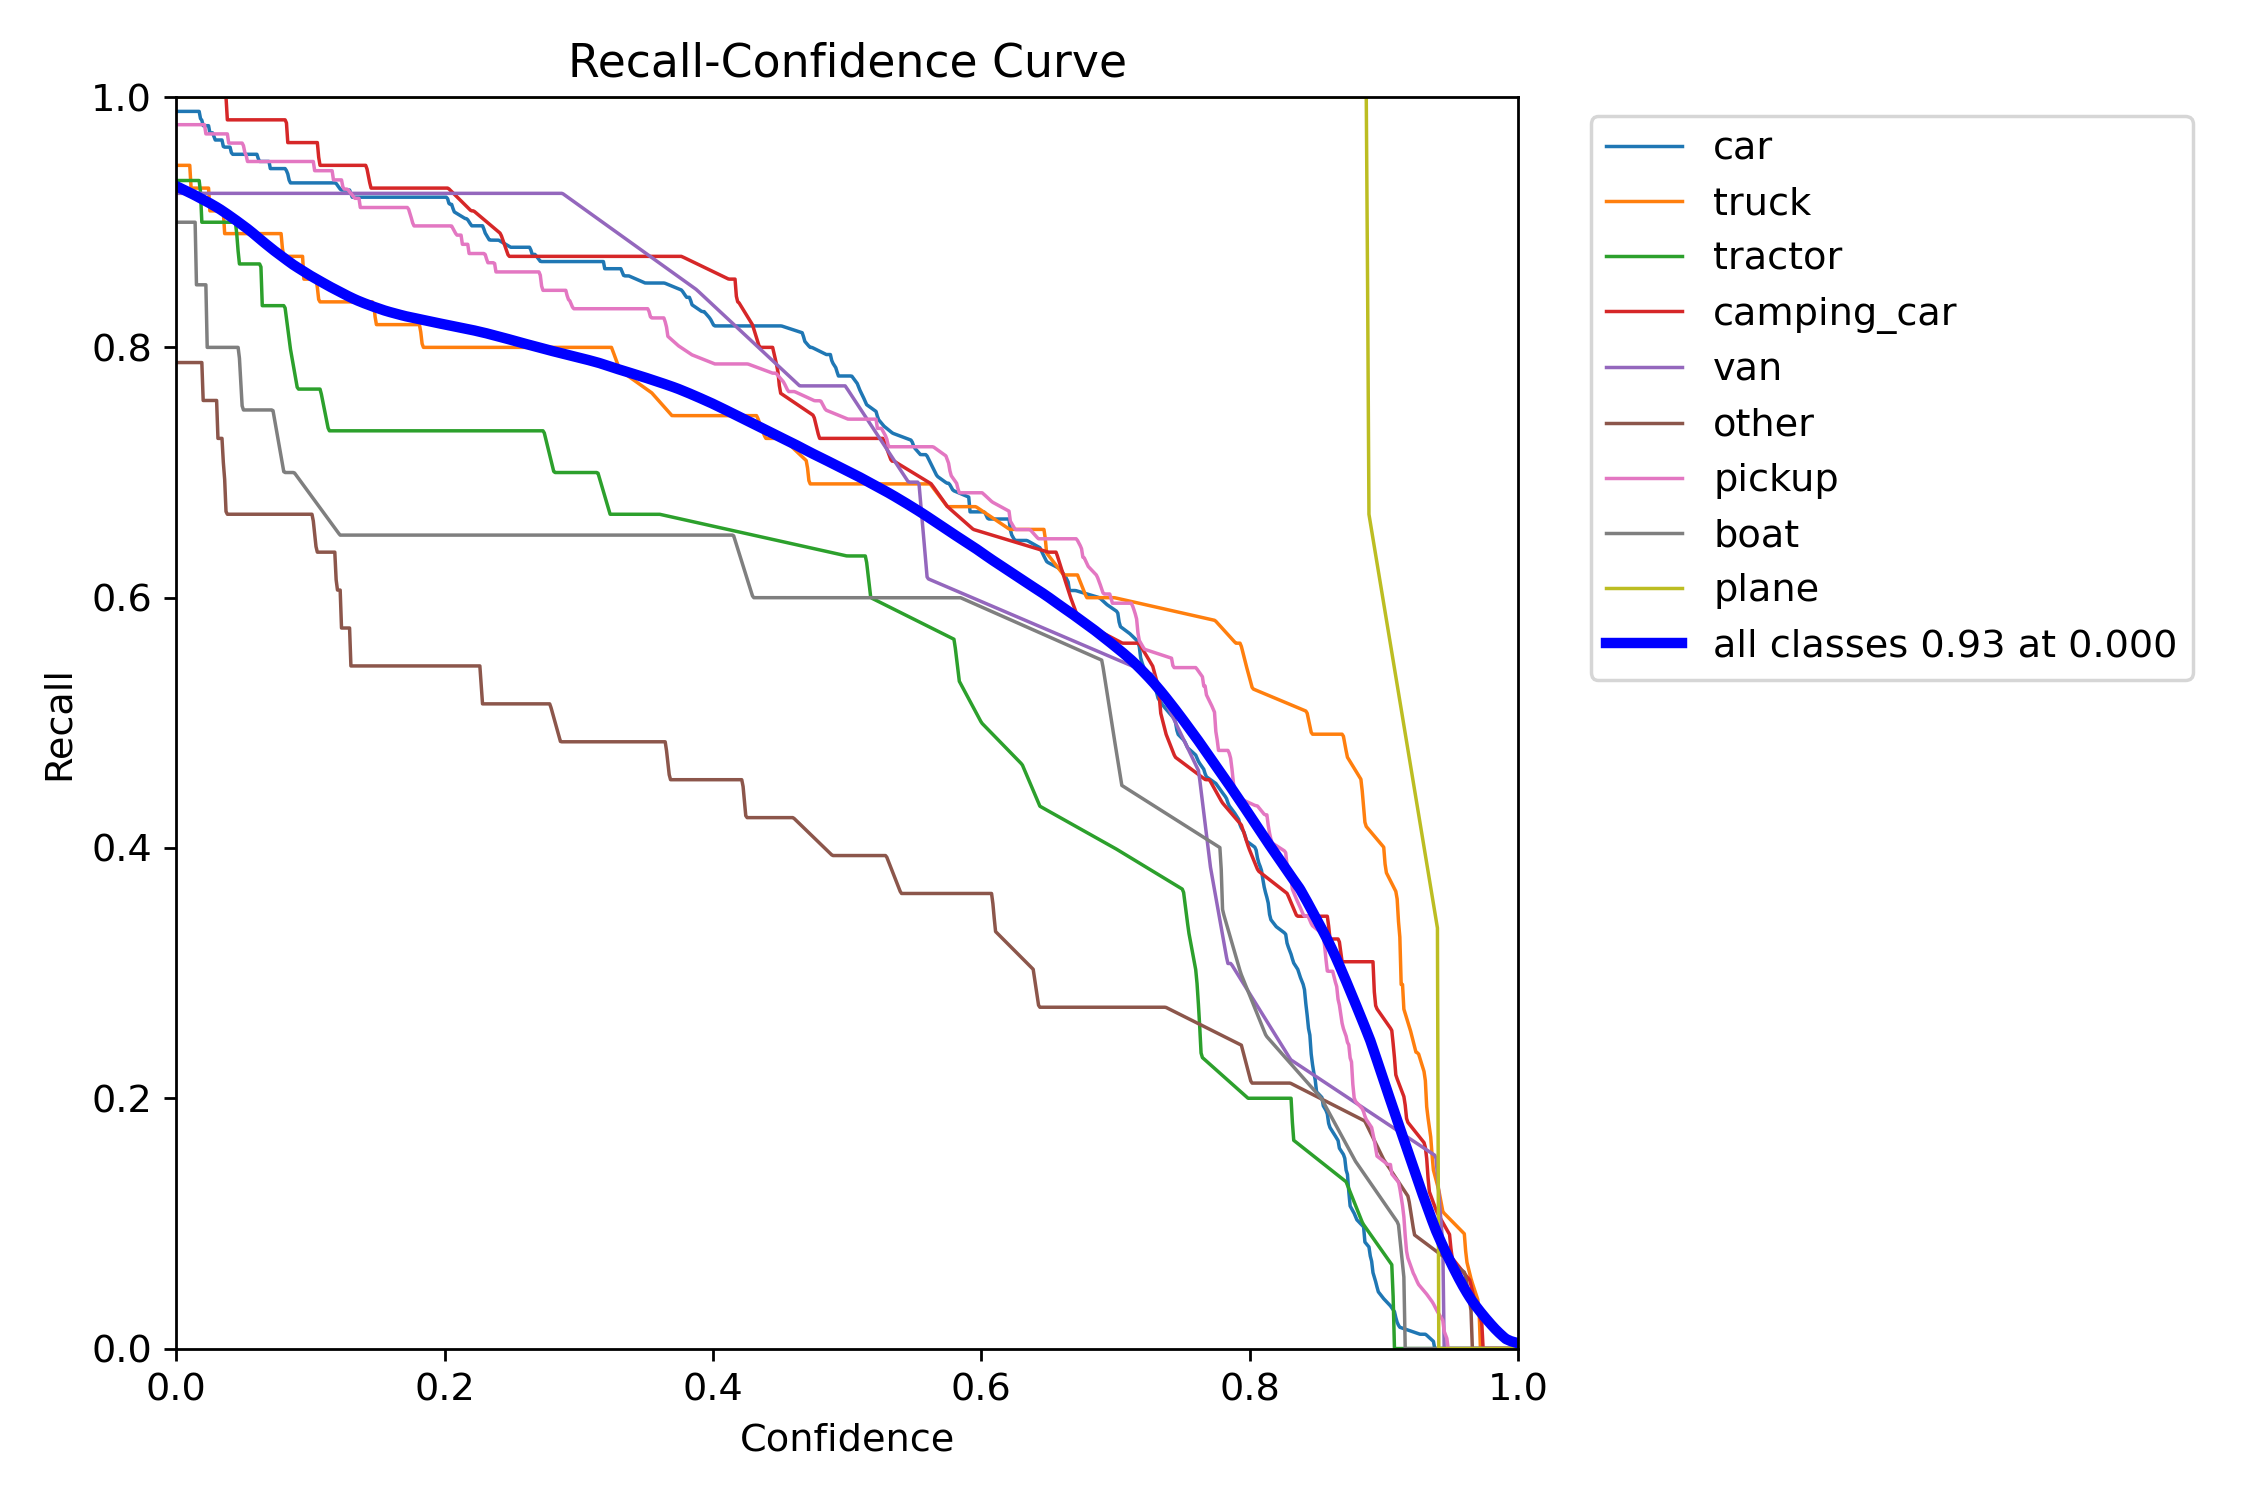 Recall-Confidence Curve
1.0
0.8
0.6
0.4
0.2
0.0
Recall
0.0 0.2 0.4 0.6 0.8 1.0
Confidence
car
truck
tractor
camping_car
van
other
pickup
boat
plane
all classes 0.93 at 0.000